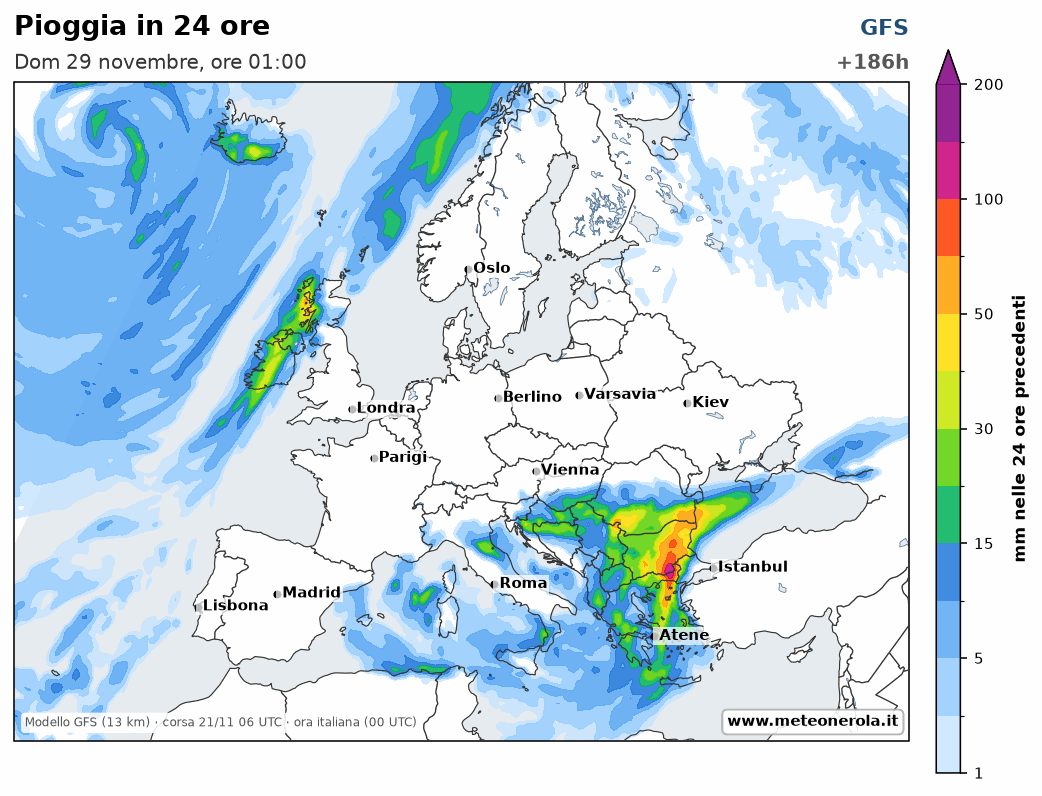 Pioggia in 24 ore
GFS
Dom 29 novembre, ore 01:00
+186h
200
100
50
30
15
5
1
mm nelle 24 ore precedenti
Oslo
Berlino
Varsavia
Kiev
Londra
Parigi
Vienna
Istanbul
Roma
Madrid
Lisbona
Atene
Modello GFS (13 km) · corsa 21/11 06 UTC · ora italiana (00 UTC)
www.meteonerola.it